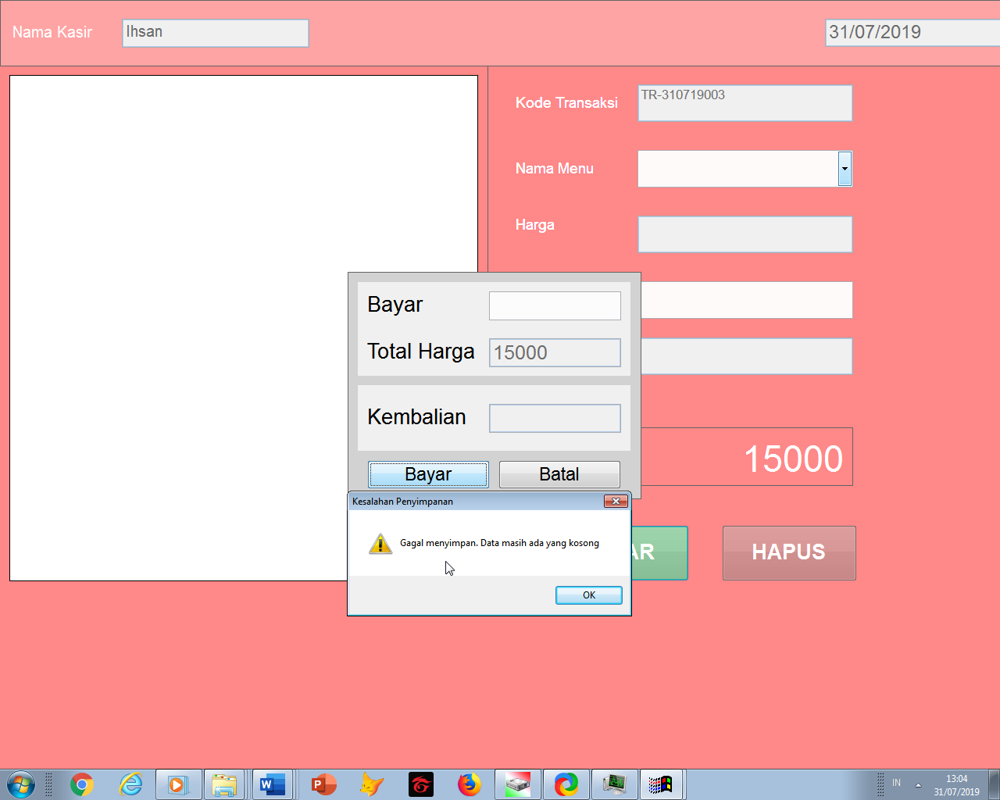 Nama Kasir
Ihsan
31/07/2019
Kode Transaksi
TR-310719003
Nama Menu
Harga
Bayar
Total Harga
15000
Kembalian
Bayar
Batal
15000
Kesalahan Penyimpanan
Gagal menyimpan. Data masih ada yang kosong
OK
AR
HAPUS
IN
13:04
31/07/2019